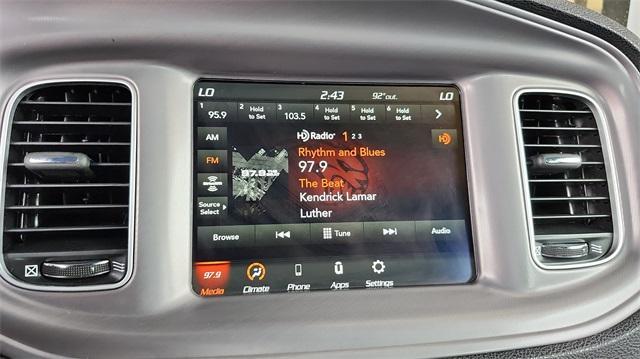 LO 2:43 92°out. LO
1 95.9 2 Hold to Set 3 103.5 4 Hold to Set 5 Hold to Set 6 Hold to Set
AM
HD Radio 1 2 3
HD
Rhythm and Blues
FM
97.9
97.9
The Beat
Kendrick Lamar
Source Select
Luther
Browse Tune Audio
97.9
Media Climate Phone Apps Settings